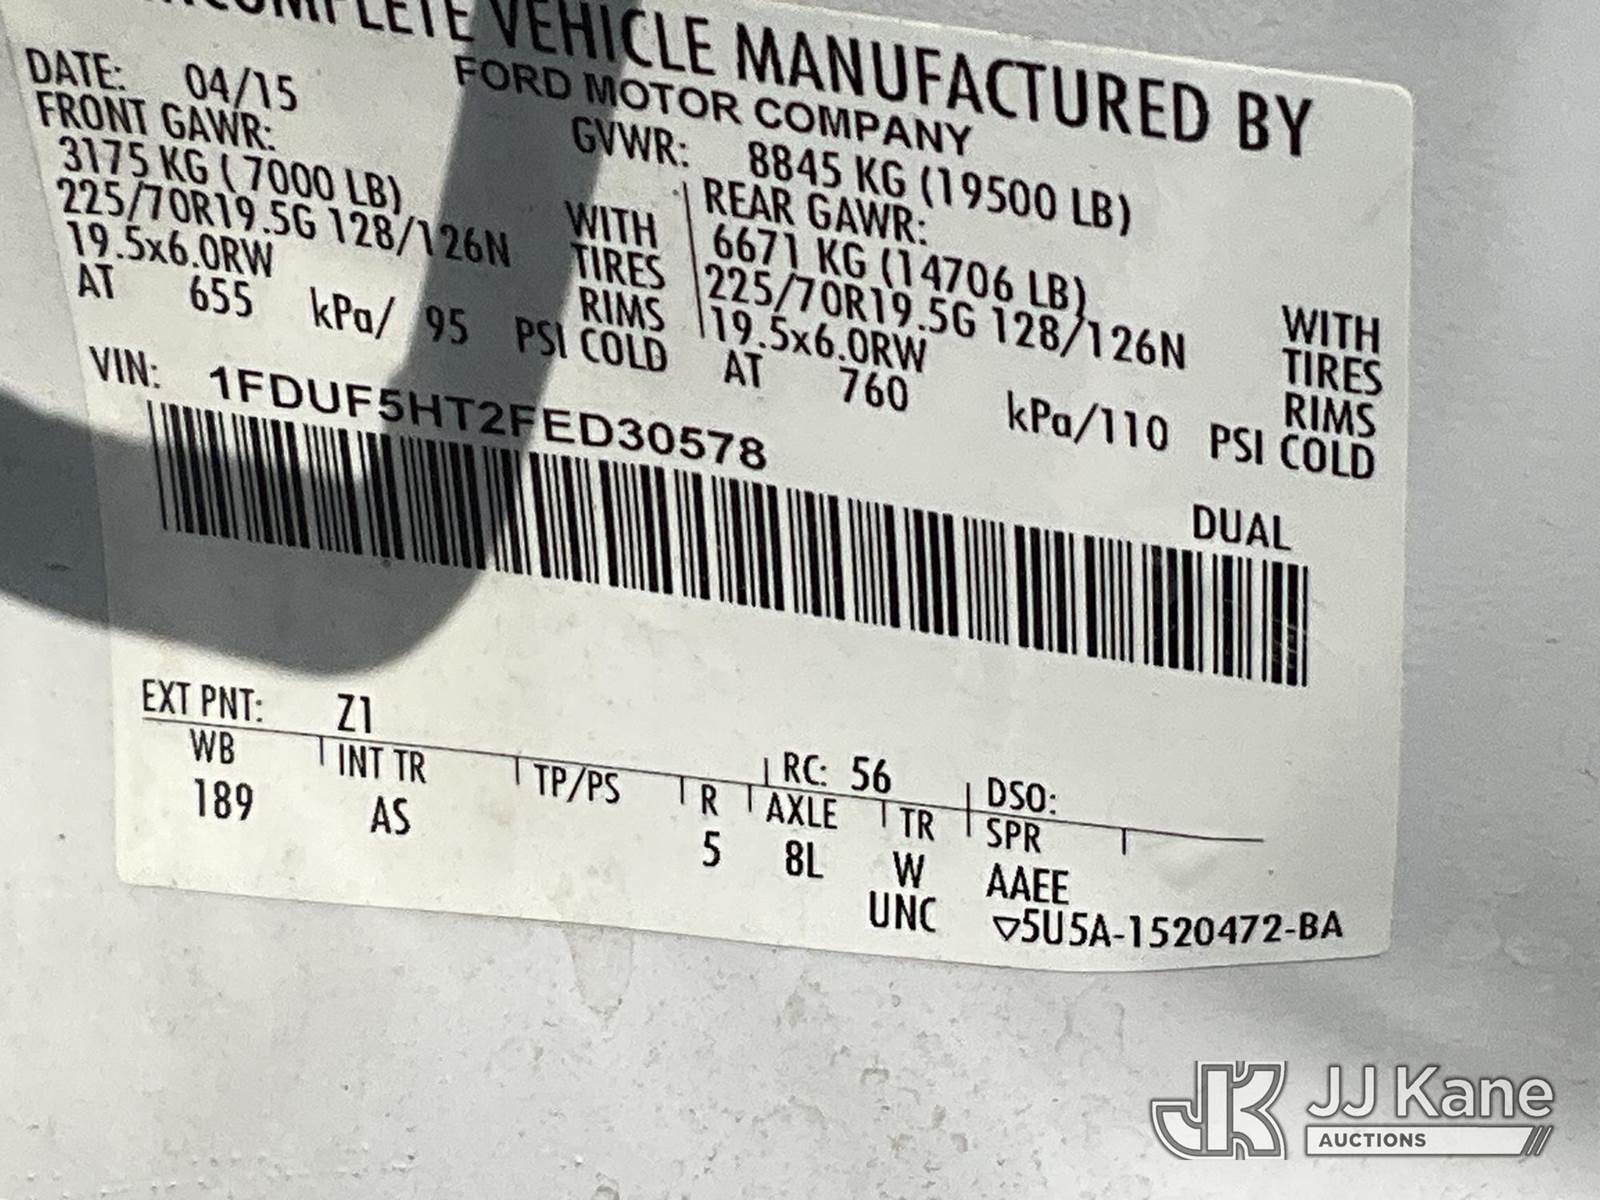 INCOMPLETE VEHICLE MANUFACTURED BY
FORD MOTOR COMPANY
DATE: 04/15
GVWR: 8845 KG (19500 LB)
FRONT GAWR:
3175 KG ( 7000 LB)
225/70R19.5G 128/126N
19.5x6.0RW
AT 655 kPa/ 95 PSI COLD
WITH
TIRES
RIMS
REAR GAWR:
6671 KG (14706 LB)
225/70R19.5G 128/126N
19.5x6.0RW
AT 760 kPa/110 PSI COLD
WITH
TIRES
RIMS
VIN: 1FDUF5HT2FED30578
DUAL
EXT PNT: Z1
RC: 56
DSO:
WB INT TR TP/PS R AXLE TR SPR
189 AS 5 8L W AAEE
UNC ▽5U5A-1520472-BA
JK JJ Kane
AUCTIONS